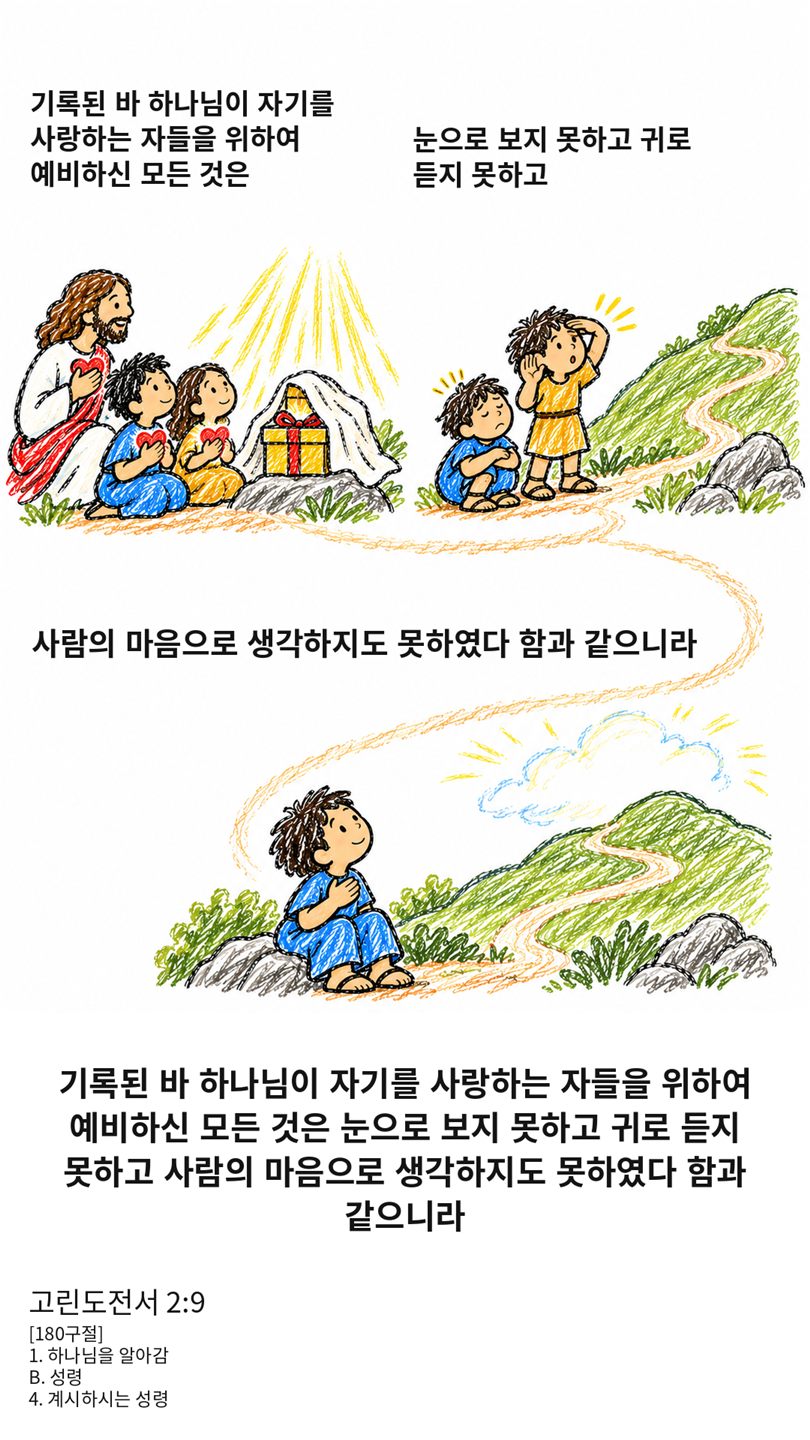 기록된 바 하나님이 자기를
사랑하는 자들을 위하여
예비하신 모든 것은
눈으로 보지 못하고 귀로
듣지 못하고
사람의 마음으로 생각하지도 못하였다 함과 같으니라
기록된 바 하나님이 자기를 사랑하는 자들을 위하여
예비하신 모든 것은 눈으로 보지 못하고 귀로 듣지
못하고 사람의 마음으로 생각하지도 못하였다 함과
같으니라
고린도전서 2:9
[180구절]
1. 하나님을 알아감
B. 성령
4. 계시하시는 성령